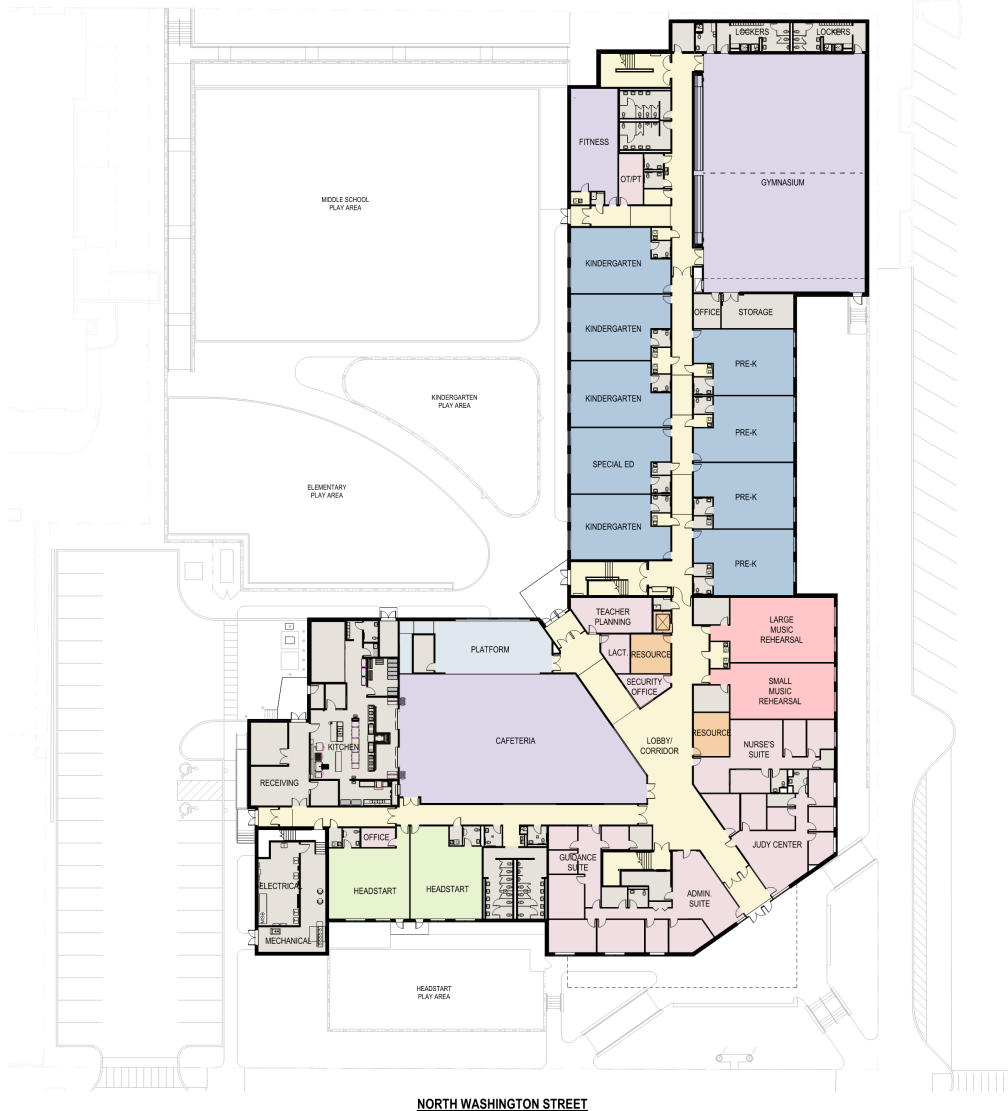 LOCKERS
LOCKERS
FITNESS
OT/PT
GYMNASIUM
MIDDLE SCHOOL
PLAY AREA
KINDERGARTEN
KINDERGARTEN
OFFICE
STORAGE
PRE-K
KINDERGARTEN
KINDERGARTEN
PLAY AREA
PRE-K
SPECIAL ED
ELEMENTARY
PLAY AREA
PRE-K
KINDERGARTEN
PRE-K
TEACHER
PLANNING
LARGE
MUSIC
REHEARSAL
PLATFORM
LACT.
RESOURCE
SECURITY
OFFICE
SMALL
MUSIC
REHEARSAL
CAFETERIA
LOBBY/
CORRIDOR
RESOURCE
NURSE'S
SUITE
KITCHEN
RECEIVING
OFFICE
JUDY CENTER
GUIDANCE
SUITE
ELECTRICAL
HEADSTART
HEADSTART
ADMIN.
SUITE
MSB
MECHANICAL
HEADSTART
PLAY AREA
NORTH WASHINGTON STREET